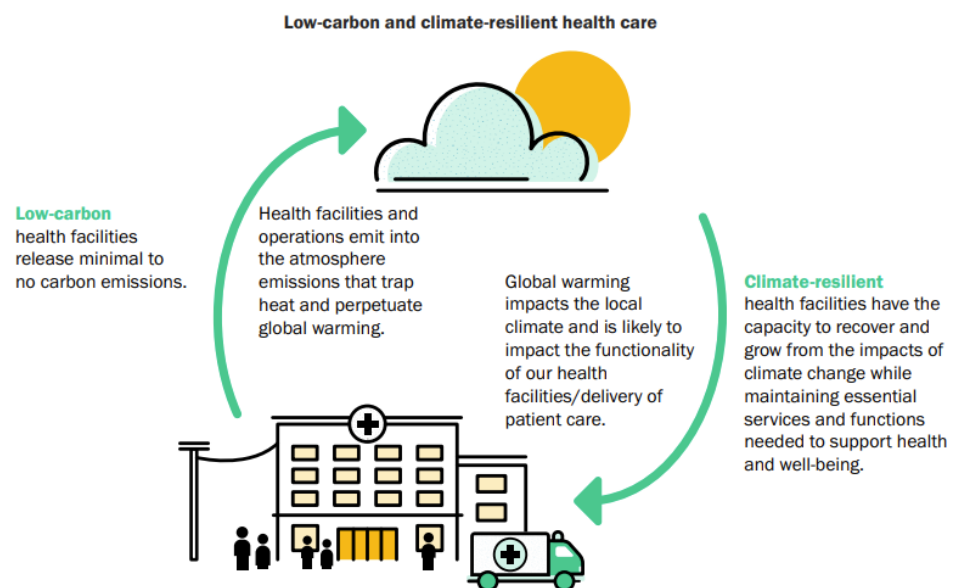 Low-carbon and climate-resilient health care
Low-carbon
health facilities
release minimal to
no carbon emissions.
Health facilities and
operations emit into
the atmosphere
emissions that trap
heat and perpetuate
global warming.
Global warming
impacts the local
climate and is likely to
impact the functionality
of our health
facilities/delivery of
patient care.
Climate-resilient
health facilities have the
capacity to recover and
grow from the impacts of
climate change while
maintaining essential
services and functions
needed to support health
and well-being.